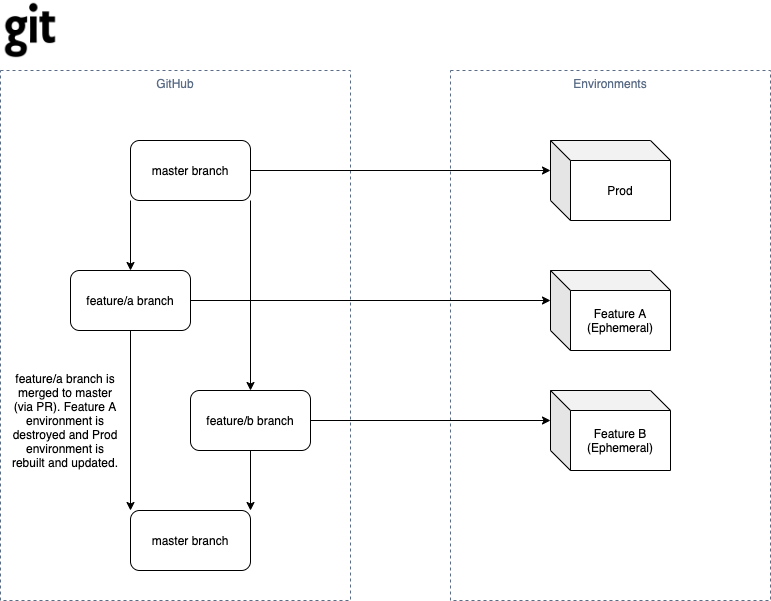 git
GitHub
Environments
master branch
Prod
feature/a branch
Feature A
(Ephemeral)
feature/a branch is
merged to master
(via PR). Feature A
environment is
destroyed and Prod
environment is
rebuilt and updated.
feature/b branch
Feature B
(Ephemeral)
master branch